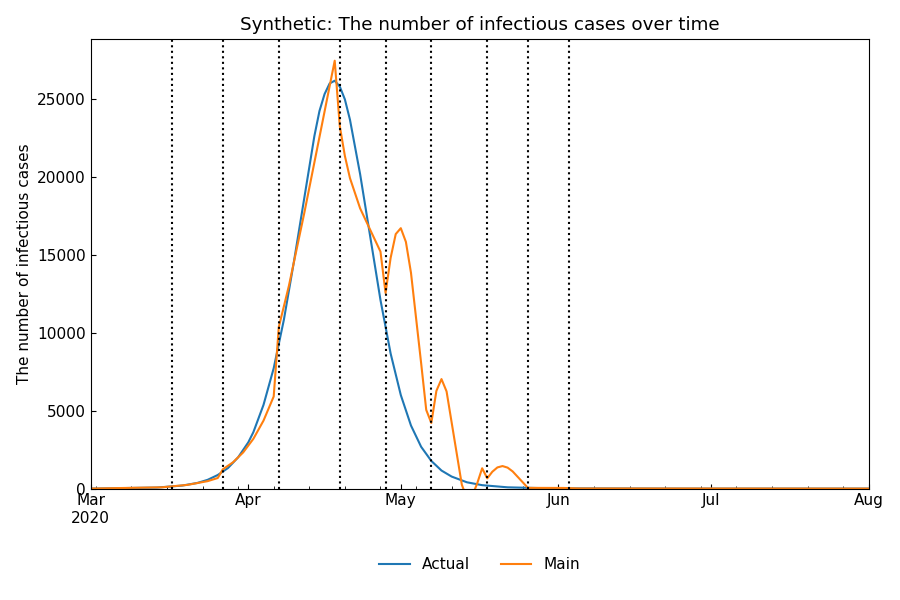 Synthetic: The number of infectious cases over time
The number of infectious cases
25000
20000
15000
10000
5000
0
Mar Apr May Jun Jul Aug
2020
Actual Main